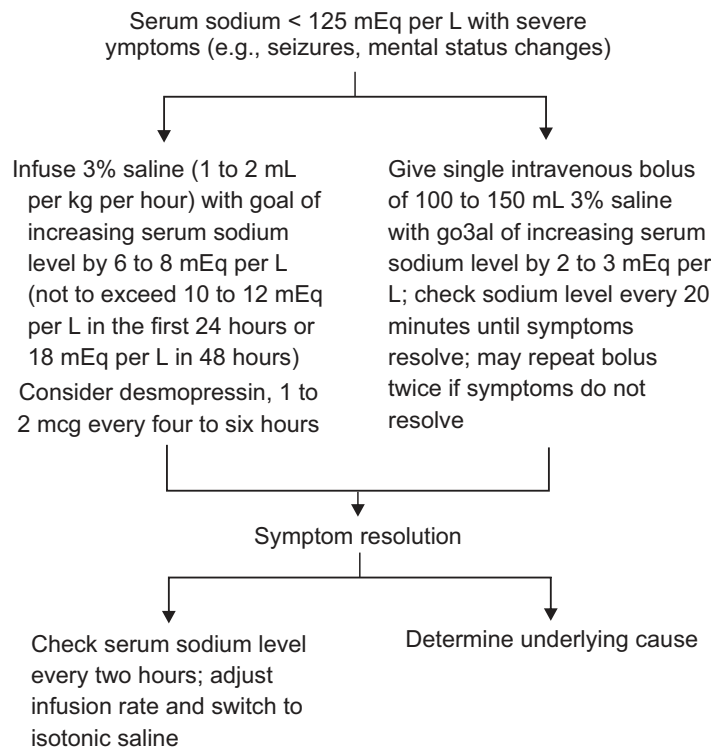 Serum sodium < 125 mEq per L with severe
ymptoms (e.g., seizures, mental status changes)
Infuse 3% saline (1 to 2 mL
per kg per hour) with goal of
increasing serum sodium
level by 6 to 8 mEq per L
(not to exceed 10 to 12 mEq
per L in the first 24 hours or
18 mEq per L in 48 hours)
Consider desmopressin, 1 to
2 mcg every four to six hours
Give single intravenous bolus
of 100 to 150 mL 3% saline
with go3al of increasing serum
sodium level by 2 to 3 mEq per
L; check sodium level every 20
minutes until symptoms
resolve; may repeat bolus
twice if symptoms do not
resolve
Symptom resolution
Check serum sodium level
every two hours; adjust
infusion rate and switch to
isotonic saline
Determine underlying cause